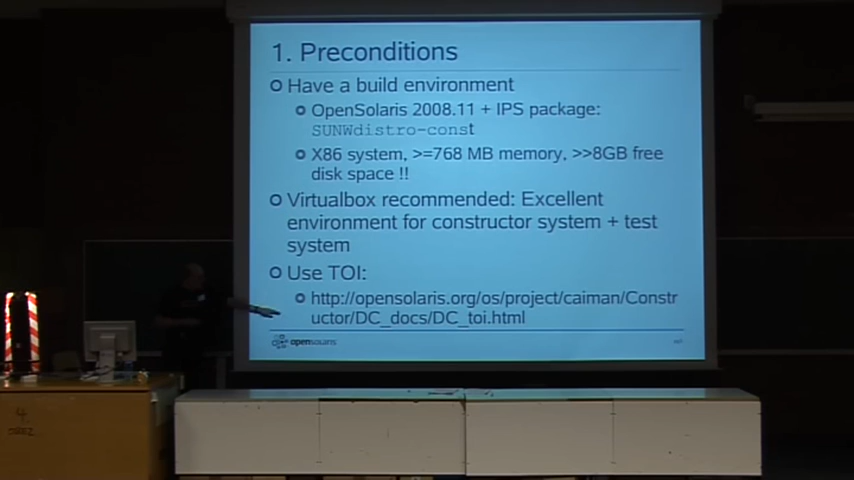 1. Preconditions
Have a build environment
OpenSolaris 2008.11 + IPS package:
SUNWdistro-const
X86 system, >=768 MB memory, >>8GB free
disk space !!
Virtualbox recommended: Excellent
environment for constructor system + test
system
Use TOI:
http://opensolaris.org/os/project/caiman/Constr
uctor/DC_docs/DC_toi.html
opensolaris